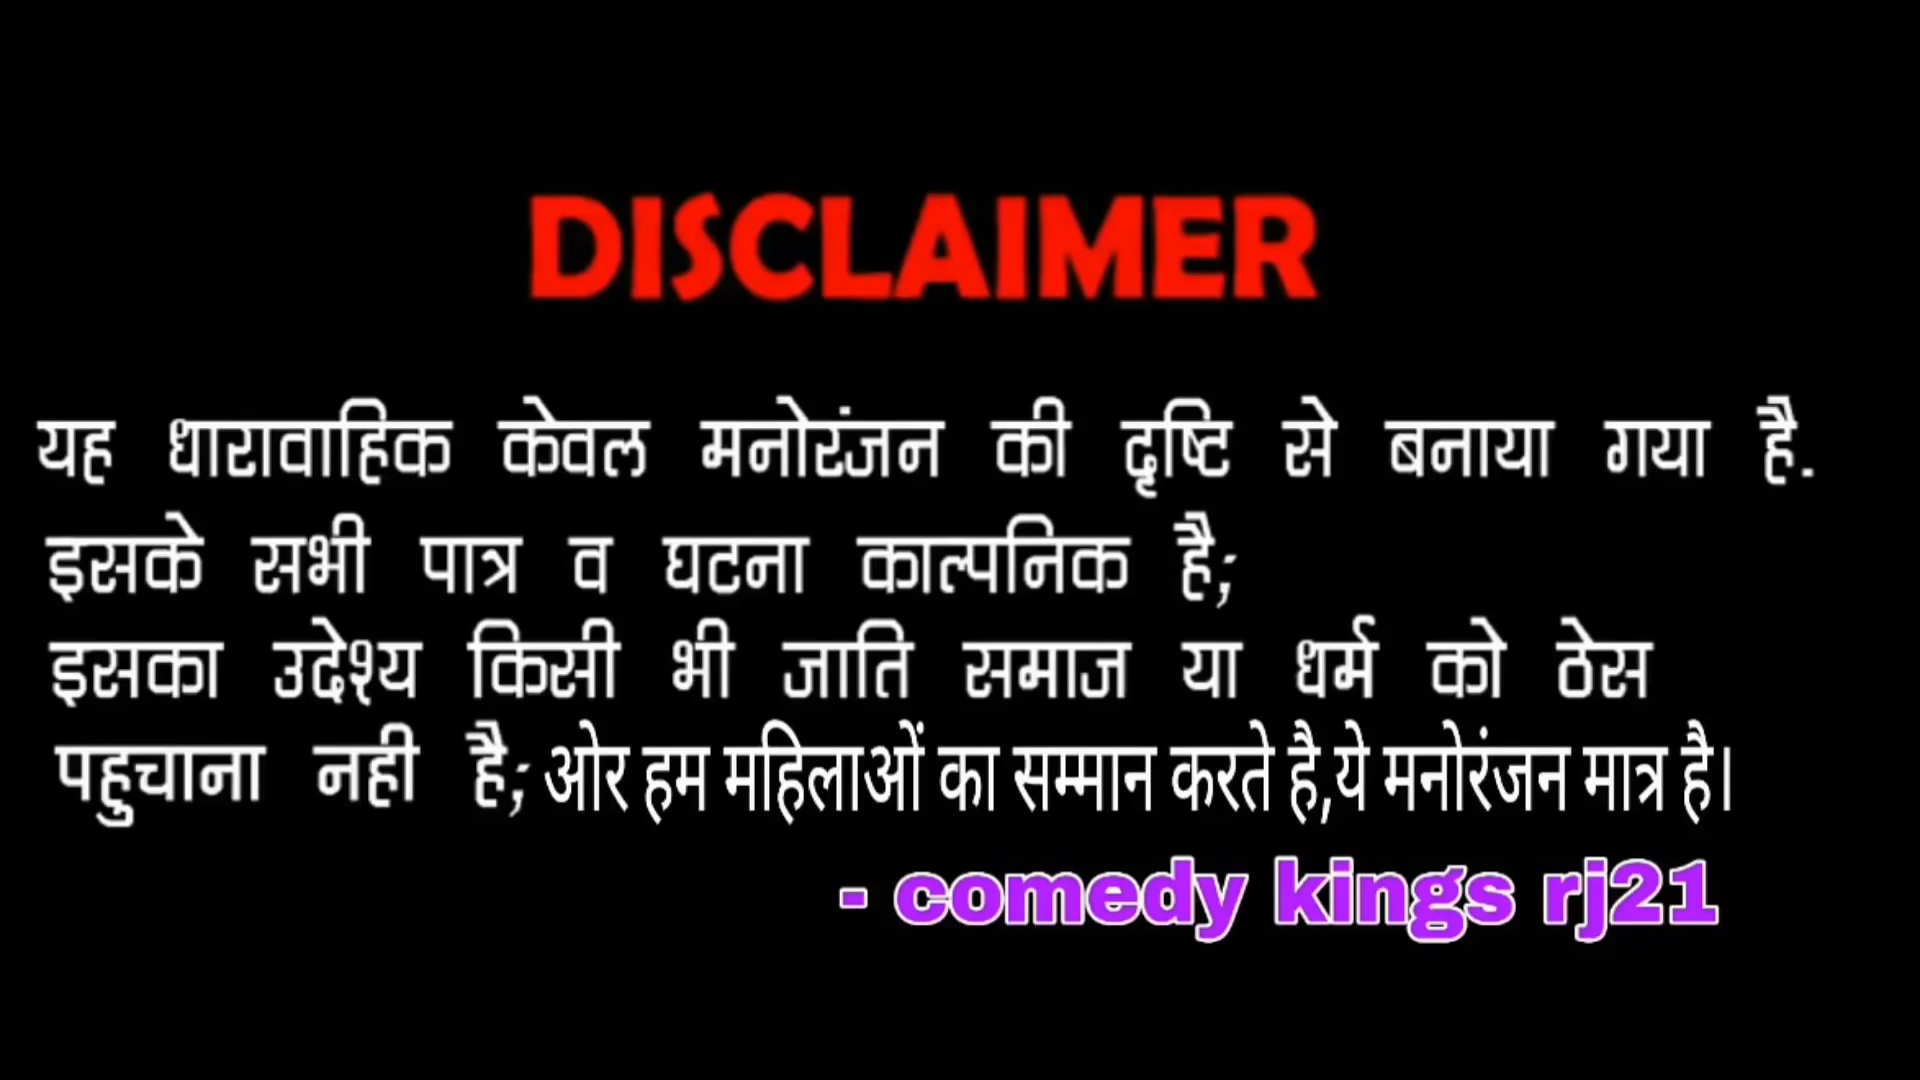 DISCLAIMER
यह धारावाहिक केवल मनोरंजन की दृष्टि से बनाया गया है.
इसके सभी पात्र व घटना काल्पनिक है;
इसका उदेश्य किसी भी जाति समाज या धर्म को ठेस
पहुचाना नही है; ओर हम महिलाओं का सम्मान करते है,ये मनोरंजन मात्र है।
- comedy kings rj21